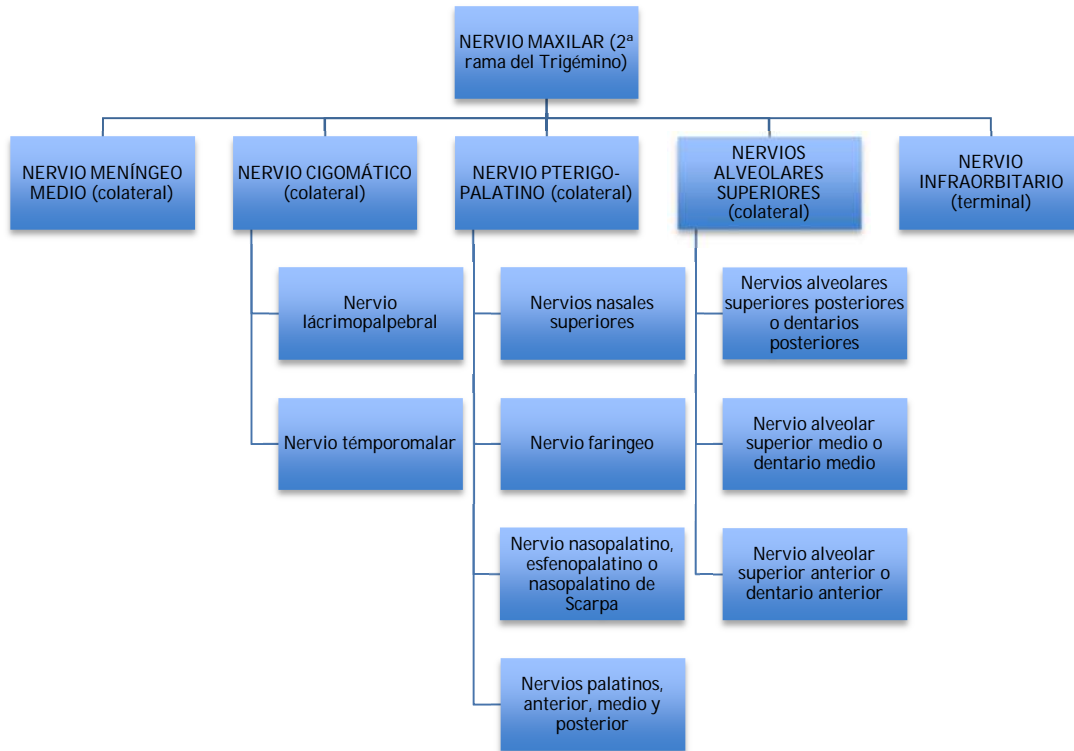 NERVIO MAXILAR (2ª
rama del Trigémino)
NERVIO MENÍNGEO
MEDIO (colateral)
NERVIO CIGOMÁTICO
(colateral)
NERVIO PTERIGO-
PALATINO (colateral)
NERVIOS
ALVEOLARES
SUPERIORES
(colateral)
NERVIO
INFRAORBITARIO
(terminal)
Nervio
lácrimopalpebral
Nervio témporomalar
Nervios nasales
superiores
Nervio faringeo
Nervio nasopalatino,
esfenopalatino o
nasopalatino de
Scarpa
Nervios palatinos,
anterior, medio y
posterior
Nervios alveolares
superiores posteriores
o dentarios
posteriores
Nervio alveolar
superior medio o
dentario medio
Nervio alveolar
superior anterior o
dentario anterior